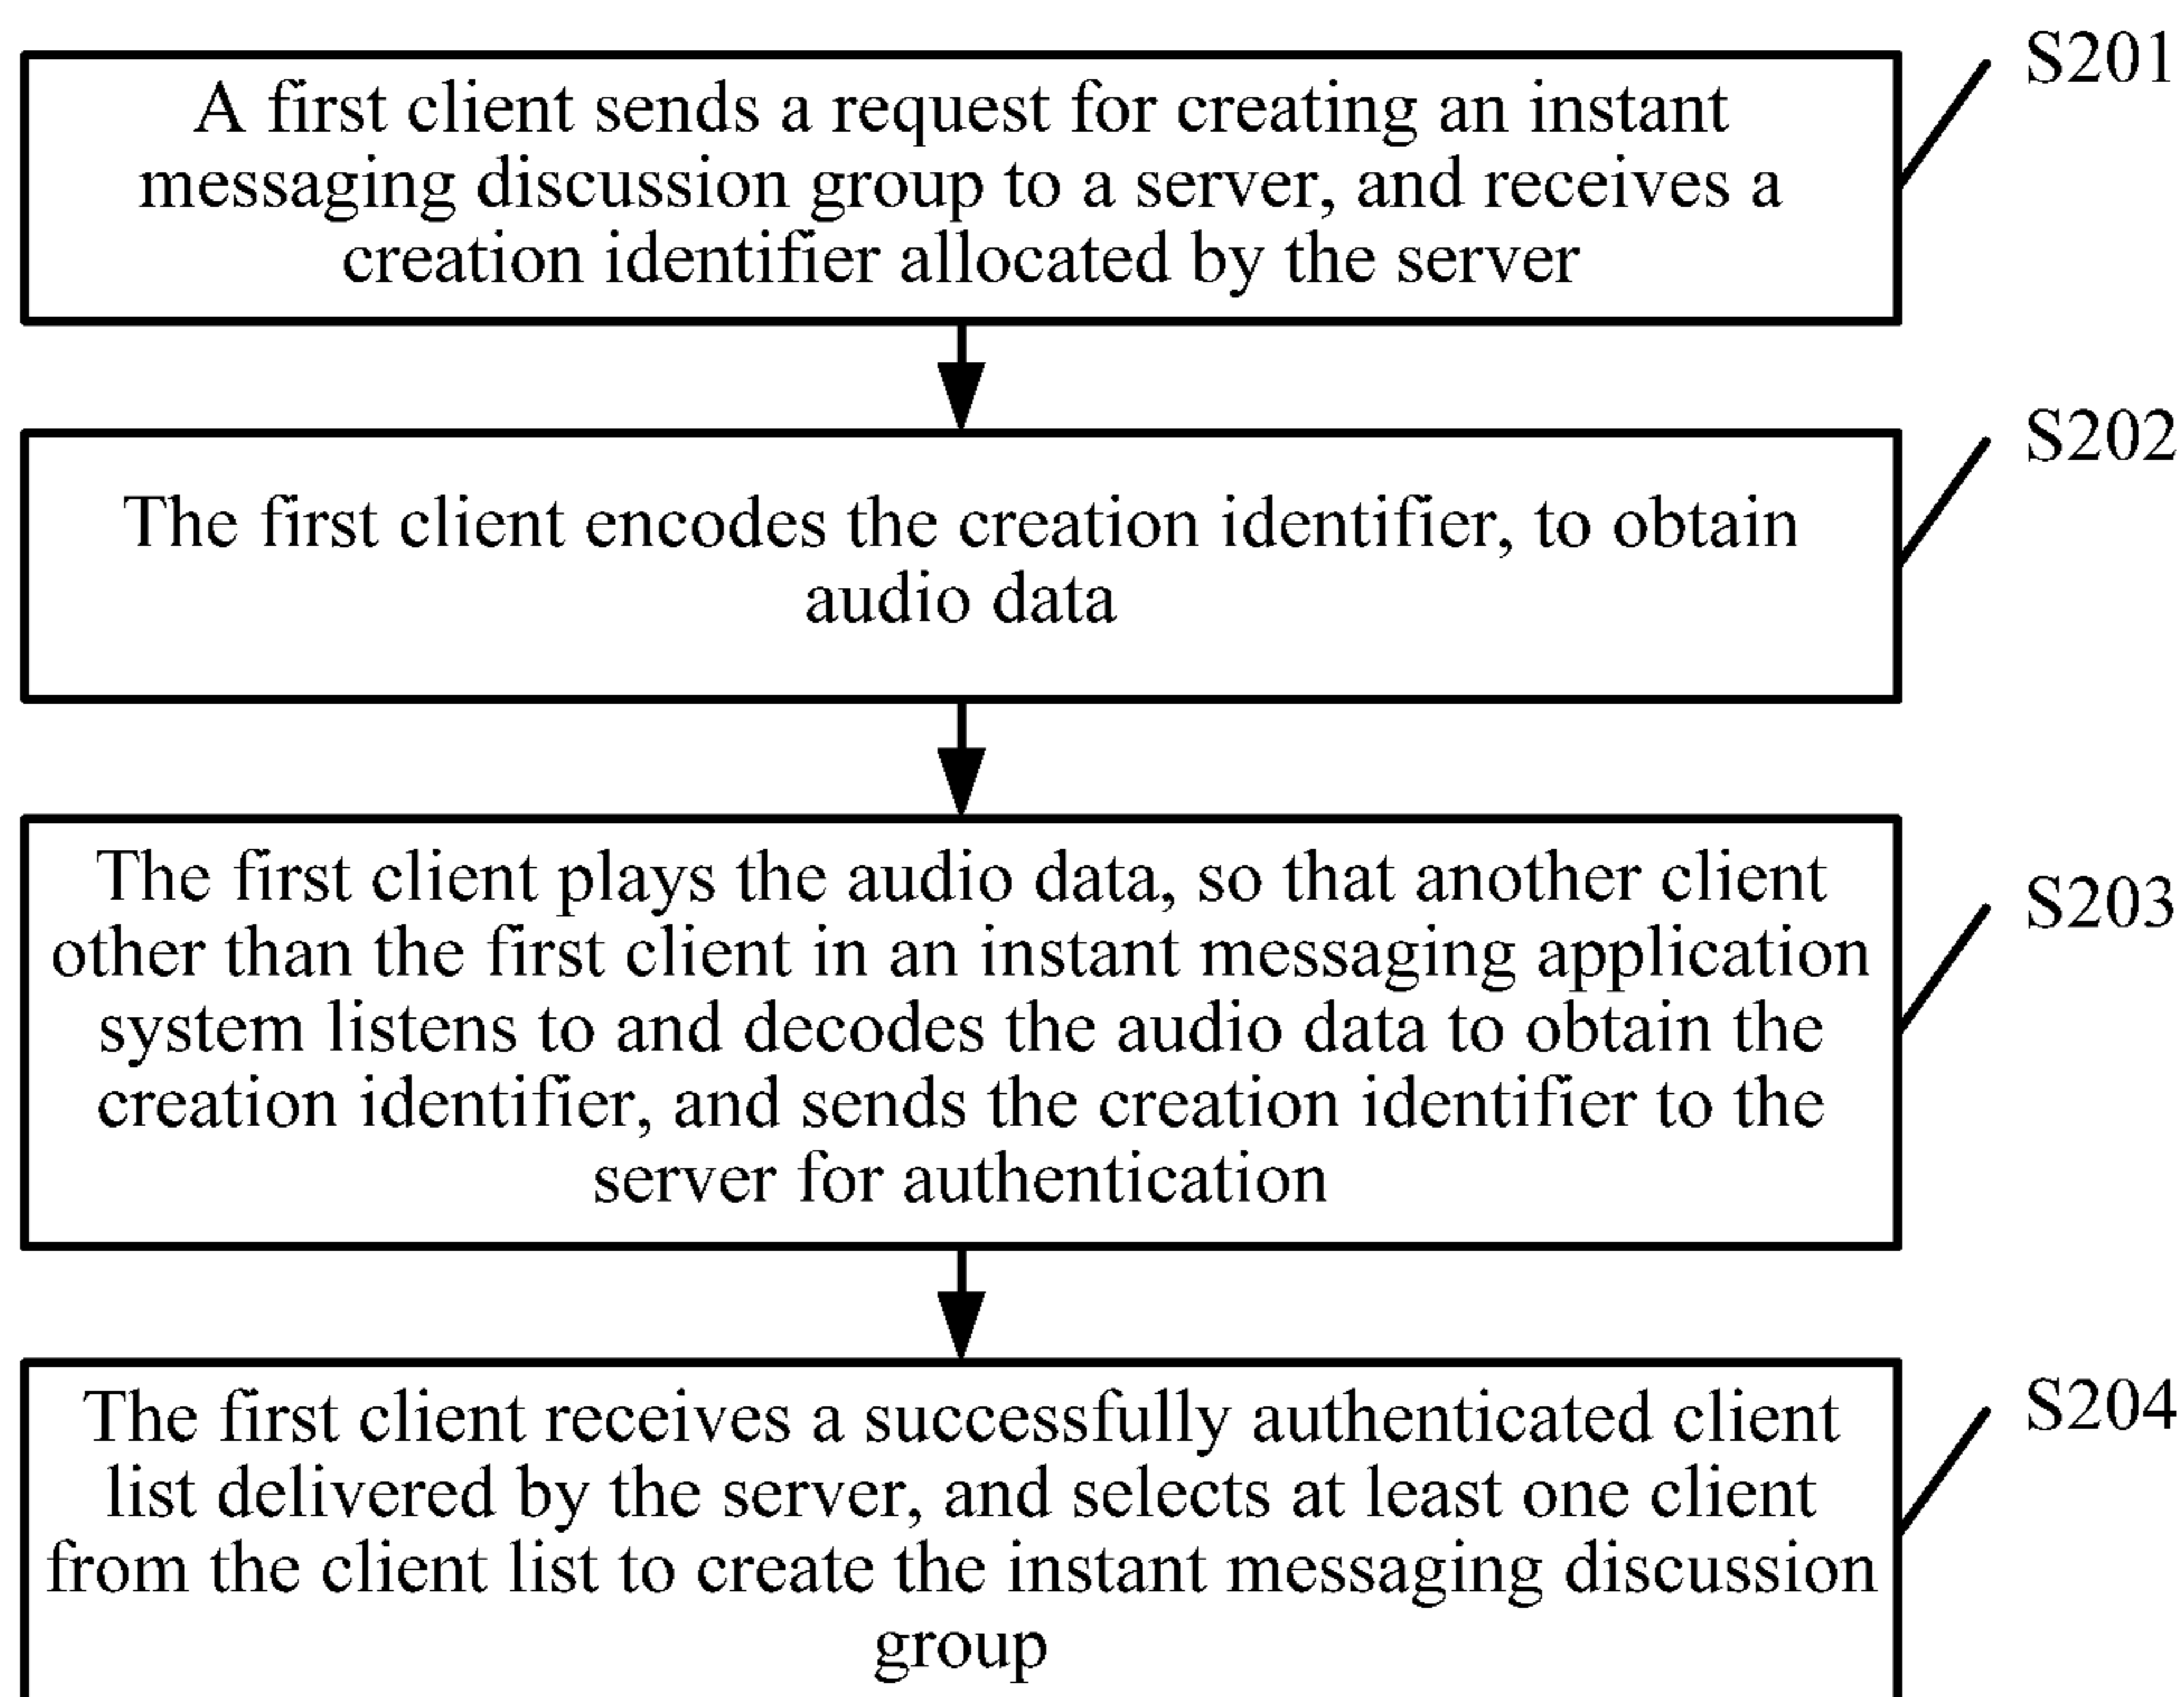 S201
A first client sends a request for creating an instant
messaging discussion group to a server, and receives a
creation identifier allocated by the server
S202
The first client encodes the creation identifier, to obtain
audio data
S203
The first client plays the audio data, so that another client
other than the first client in an instant messaging application
system listens to and decodes the audio data to obtain the
creation identifier, and sends the creation identifier to the
server for authentication
S204
The first client receives a successfully authenticated client
list delivered by the server, and selects at least one client
from the client list to create the instant messaging discussion
group